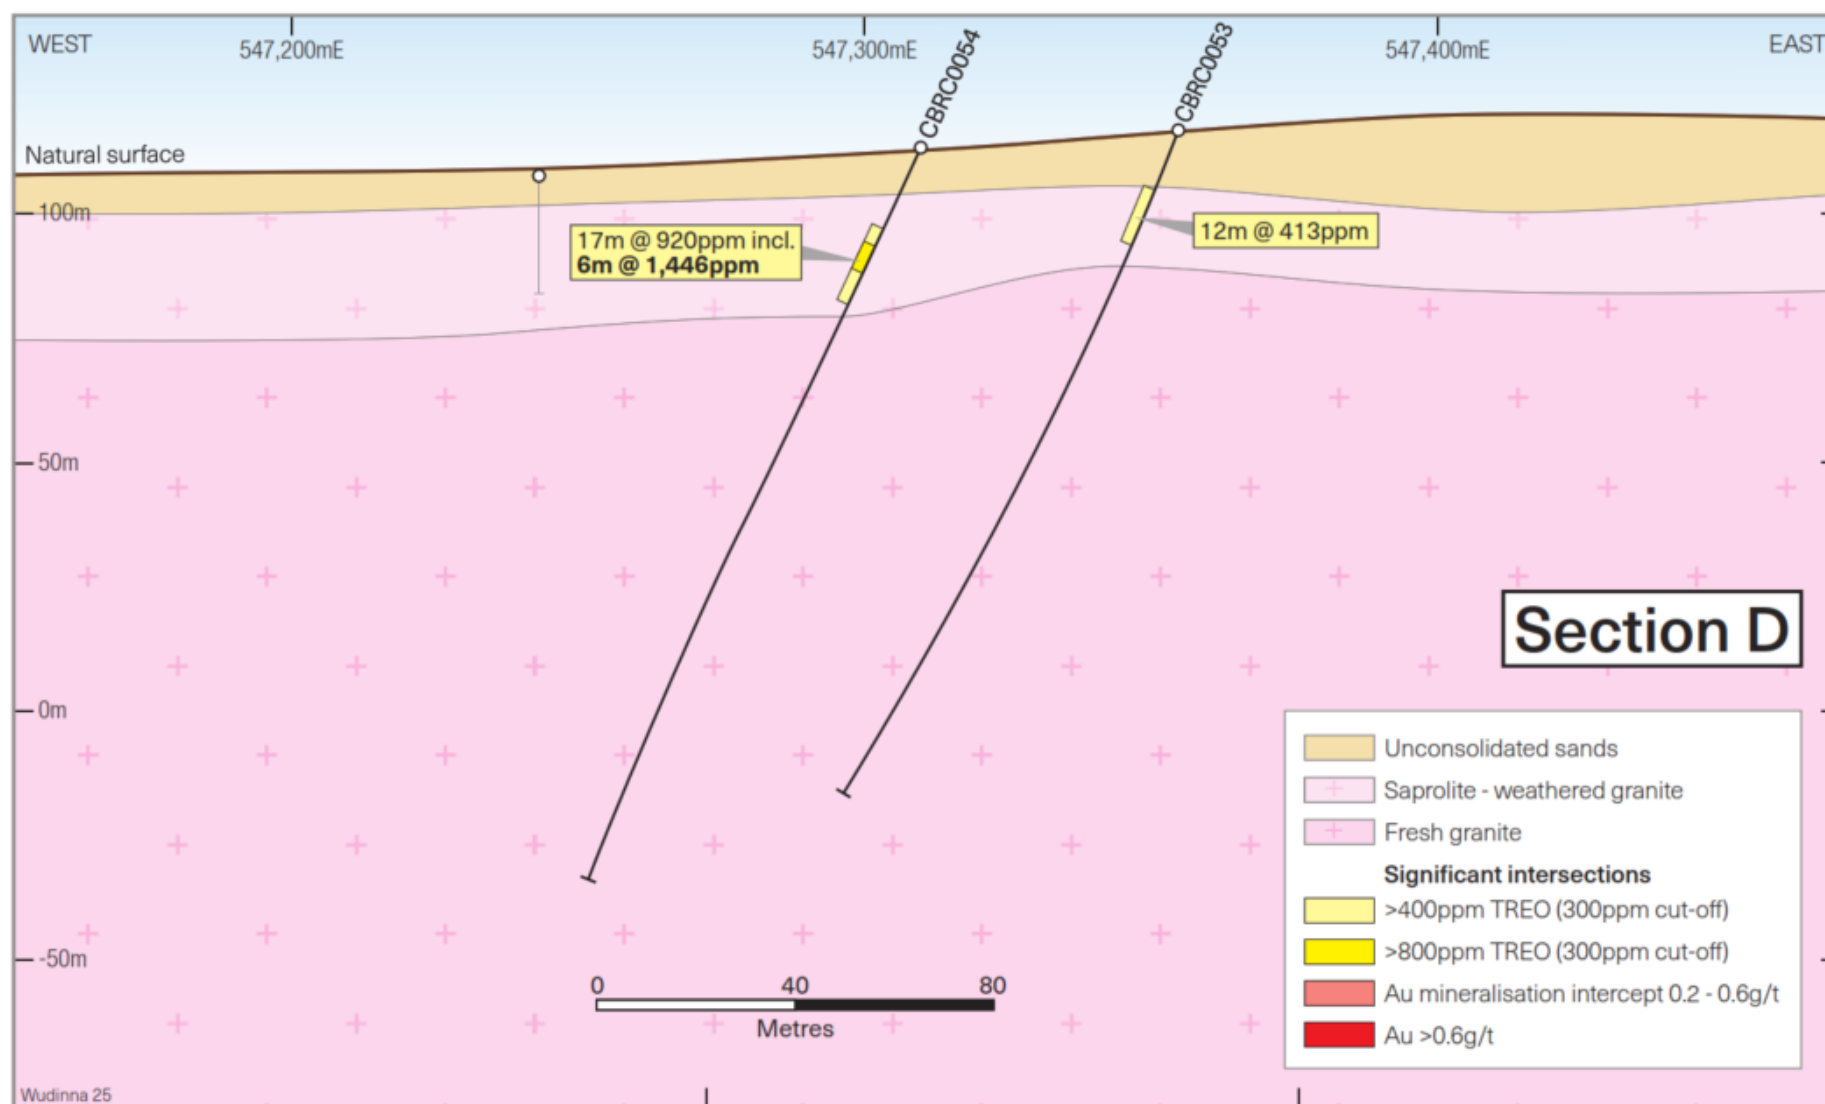 WEST
547,200mE
547,300mE
547,400mE
EAST
CBRC0054
CBRC0053
Natural surface
100m
17m @ 920ppm incl.
6m @ 1,446ppm
12m @ 413ppm
50m
Section D
0m
Unconsolidated sands
Saprolite - weathered granite
Fresh granite
Significant intersections
>400ppm TREO (300ppm cut-off)
>800ppm TREO (300ppm cut-off)
Au mineralisation intercept 0.2 - 0.6g/t
Au >0.6g/t
-50m
0 40 80
Metres
Wudinna 25